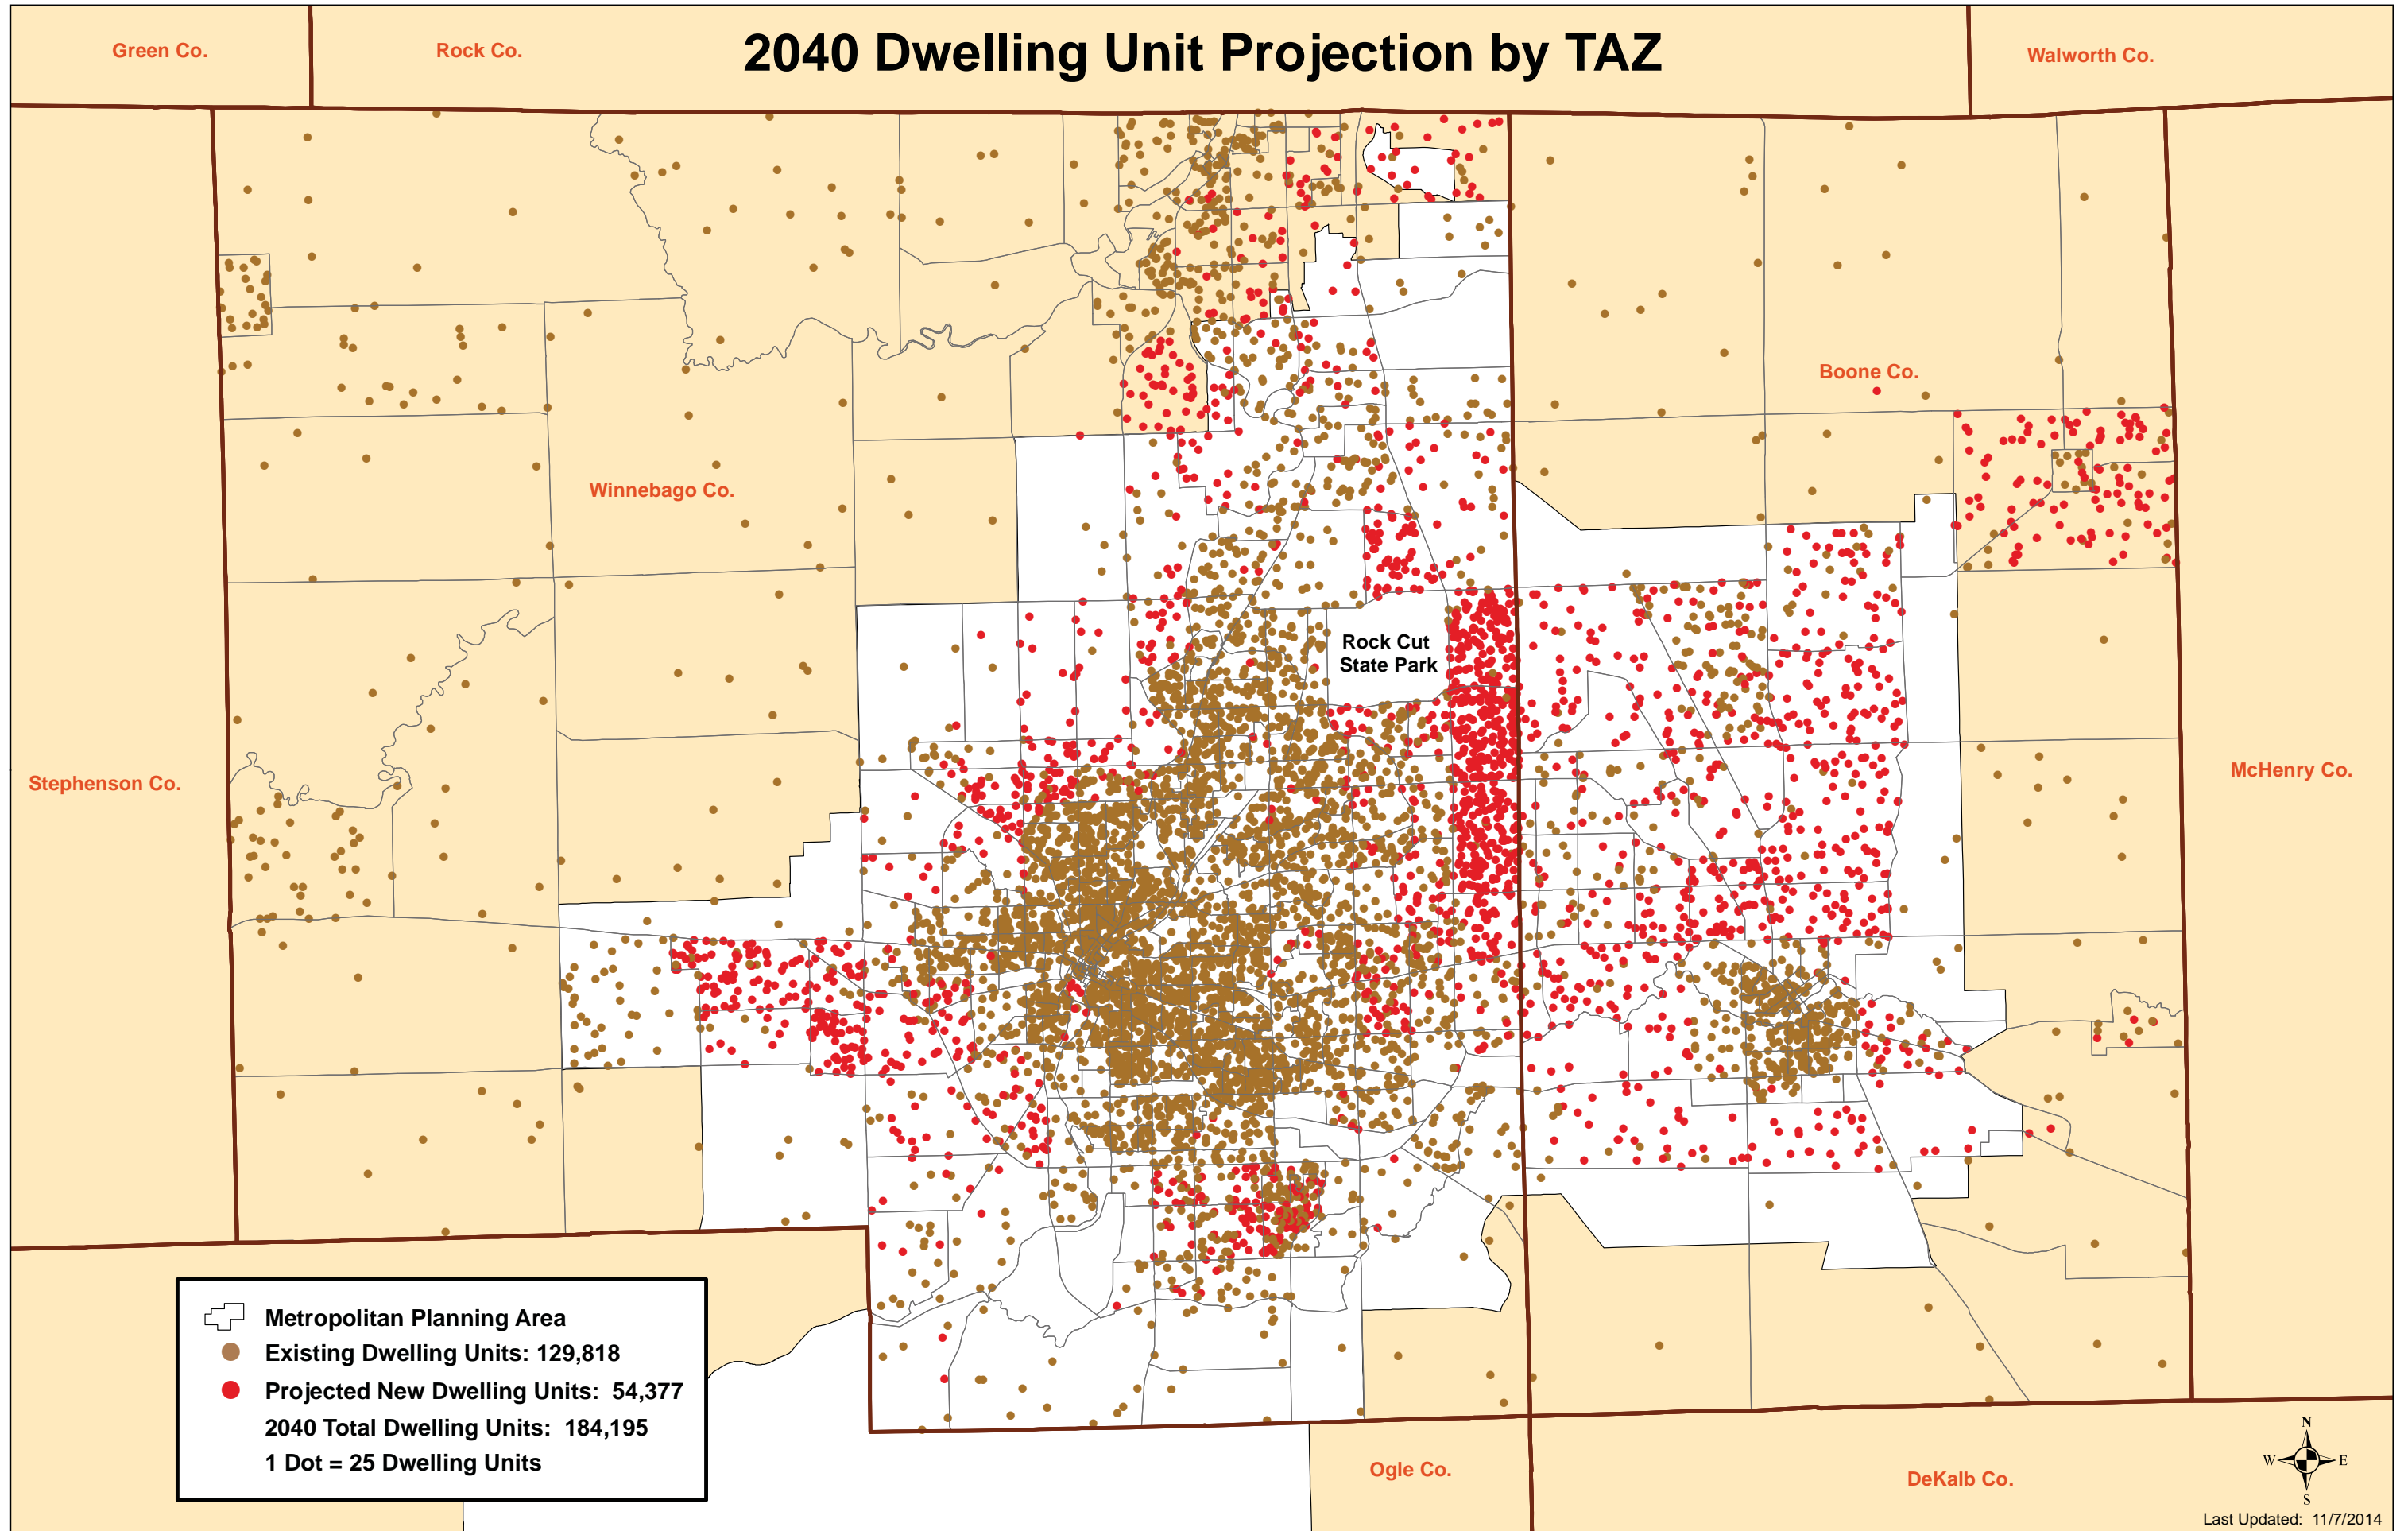 2040 Dwelling Unit Projection by TAZ
Green Co.
Rock Co.
Walworth Co.
Boone Co.
Winnebago Co.
Rock Cut
State Park
Stephenson Co.
McHenry Co.
Metropolitan Planning Area
Existing Dwelling Units: 129,818
Projected New Dwelling Units: 54,377
2040 Total Dwelling Units: 184,195
1 Dot = 25 Dwelling Units
Ogle Co.
DeKalb Co.
N
W
E
S
Last Updated: 11/7/2014